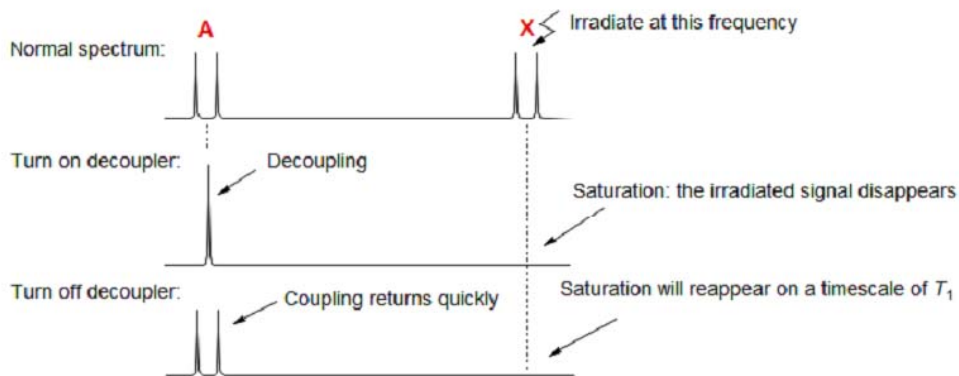 A
X
Irradiate at this frequency
Normal spectrum:
Turn on decoupler:
Decoupling
Saturation: the irradiated signal disappears
Turn off decoupler:
Coupling returns quickly
Saturation will reappear on a timescale of T₁